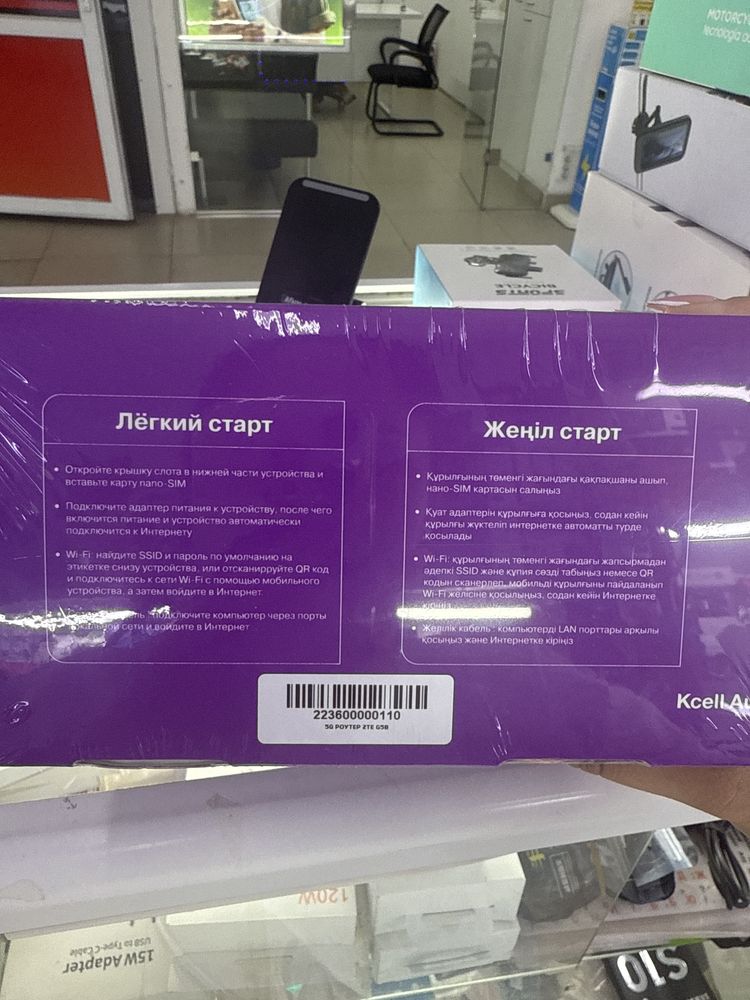 MOTORCY
tecnología
SPORTS
BICYCLE
Лёгкий старт
• Откройте крышку слота в нижней части устройства и
вставьте карту nano-SIM
• Подключите адаптер питания к устройству, после чего
включится питание и устройство автоматически
подключится к Интернету
• Wi-Fi: найдите SSID и пароль по умолчанию на
этикетке снизу устройства, или отсканируйте QR код
и подключитесь к сети Wi-Fi с помощью мобильного
устройства, а затем войдите в Интернет.
подключите компьютер через порты
сети и войдите в Интернет
Жеңіл старт
• Құрылғының төменгі жағындағы қақпақшаны ашып,
нано-SIM картасын салыңыз
• Қуат адаптерін құрылғыға қосыңыз, содан кейін
құрылғы жүктеліп интернетке автоматты түрде
қосылады
• Wi-Fi: құрылғының төменгі жағындағы жапсырмадан
әдепкі SSID және құпия сөзді табыңыз немесе QR
кодын сканерлеп, мобильді құрылғыны пайдаланып
Wi-Fi желісіне қосылыңыз, содан кейін Интернетке
кіріңіз
• Желілік кабель : компьютерді LAN порттары арқылы
қосыңыз және Интернетке кіріңіз
223600000110
5G РОУТЕР ZTE G5B
Kcell
120W
15W Adapter
USB to Type-C Cable
S10